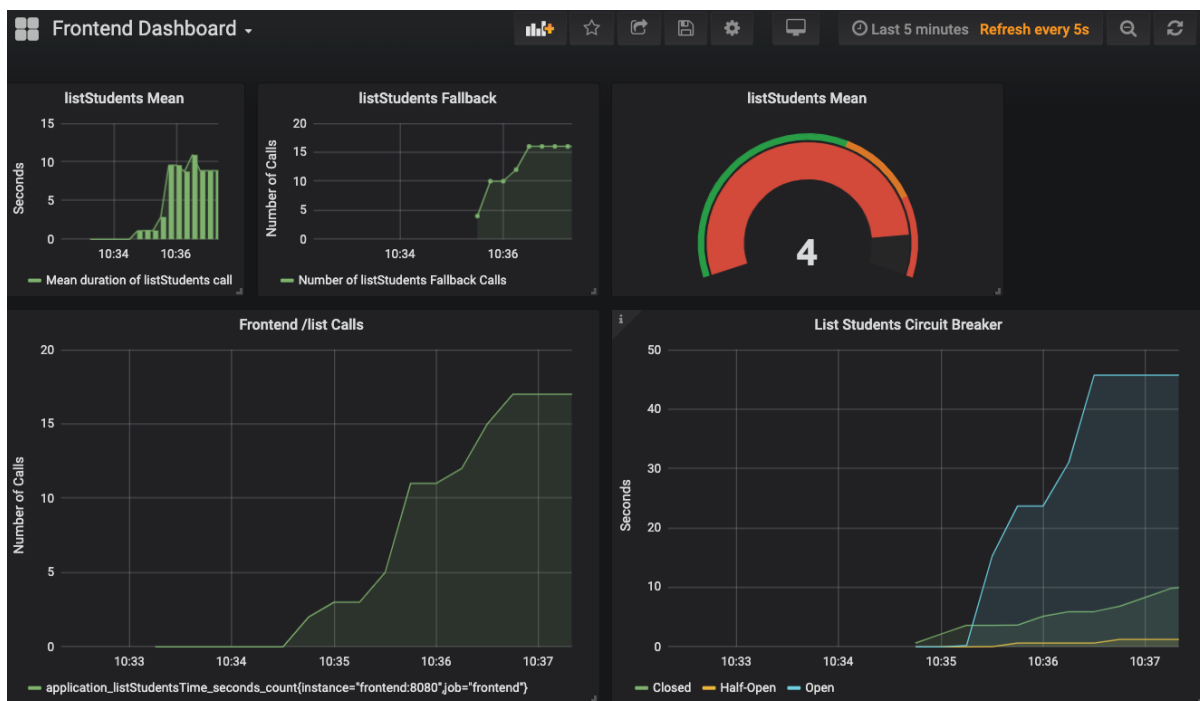 Frontend Dashboard
Last 5 minutes Refresh every 5s
listStudents Mean
15
10
5
0
Seconds
10:34 10:36
Mean duration of listStudents call
listStudents Fallback
20
15
10
5
0
Number of Calls
10:34 10:36
Number of listStudents Fallback Calls
listStudents Mean
4
Frontend /list Calls
20
15
10
5
0
Number of Calls
10:33 10:34 10:35 10:36 10:37
application_listStudentsTime_seconds_count{instance="frontend:8080",job="frontend"}
i
List Students Circuit Breaker
50
40
30
20
10
0
Seconds
10:33 10:34 10:35 10:36 10:37
Closed Half-Open Open